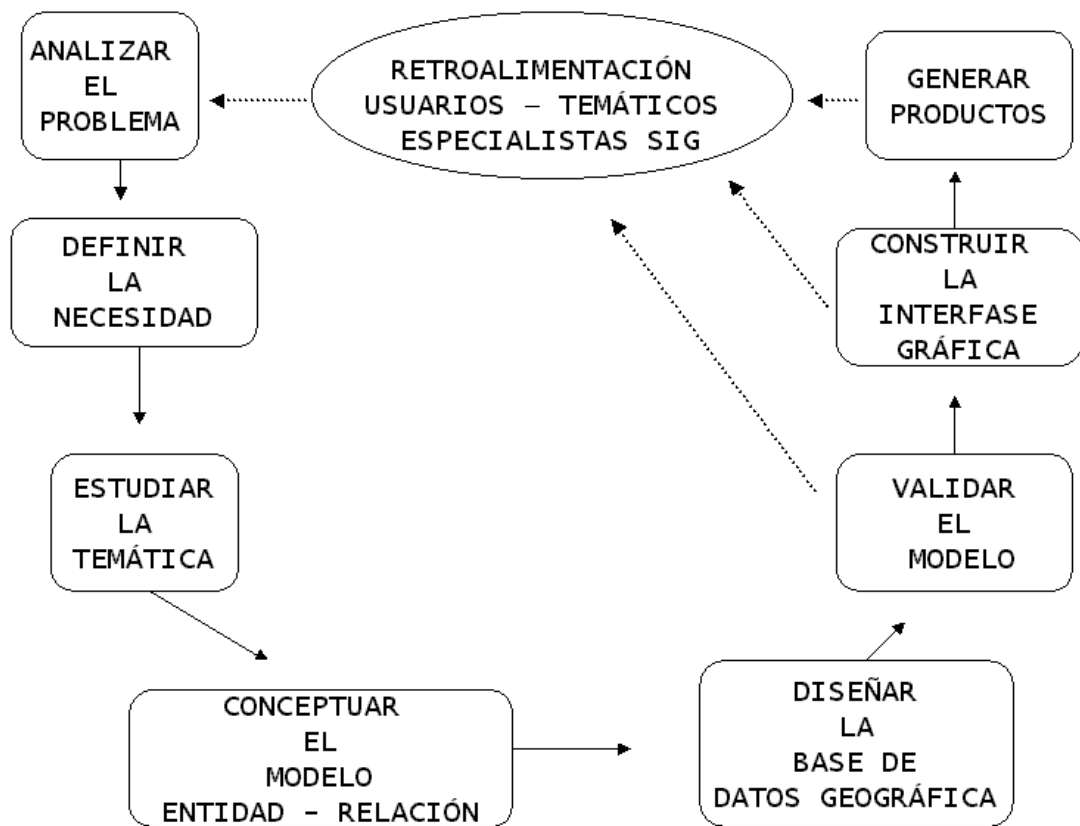 ANALIZAR
EL
PROBLEMA
RETROALIMENTACIÓN
USUARIOS – TEMÁTICOS
ESPECIALISTAS SIG
GENERAR
PRODUCTOS
DEFINIR
LA
NECESIDAD
CONSTRUIR
LA
INTERFASE
GRÁFICA
ESTUDIAR
LA
TEMÁTICA
VALIDAR
EL
MODELO
CONCEPTUAR
EL
MODELO
ENTIDAD - RELACIÓN
DISEÑAR
LA
BASE DE
DATOS GEOGRÁFICA